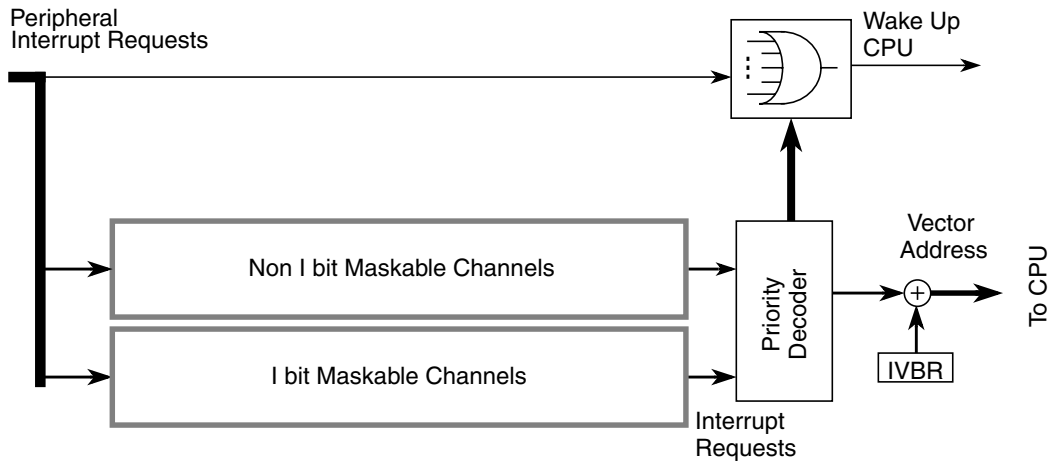 Peripheral
Interrupt Requests
Wake Up
CPU
Non I bit Maskable Channels
I bit Maskable Channels
Priority
Decoder
Interrupt
Requests
Vector
Address
+
IVBR
To CPU